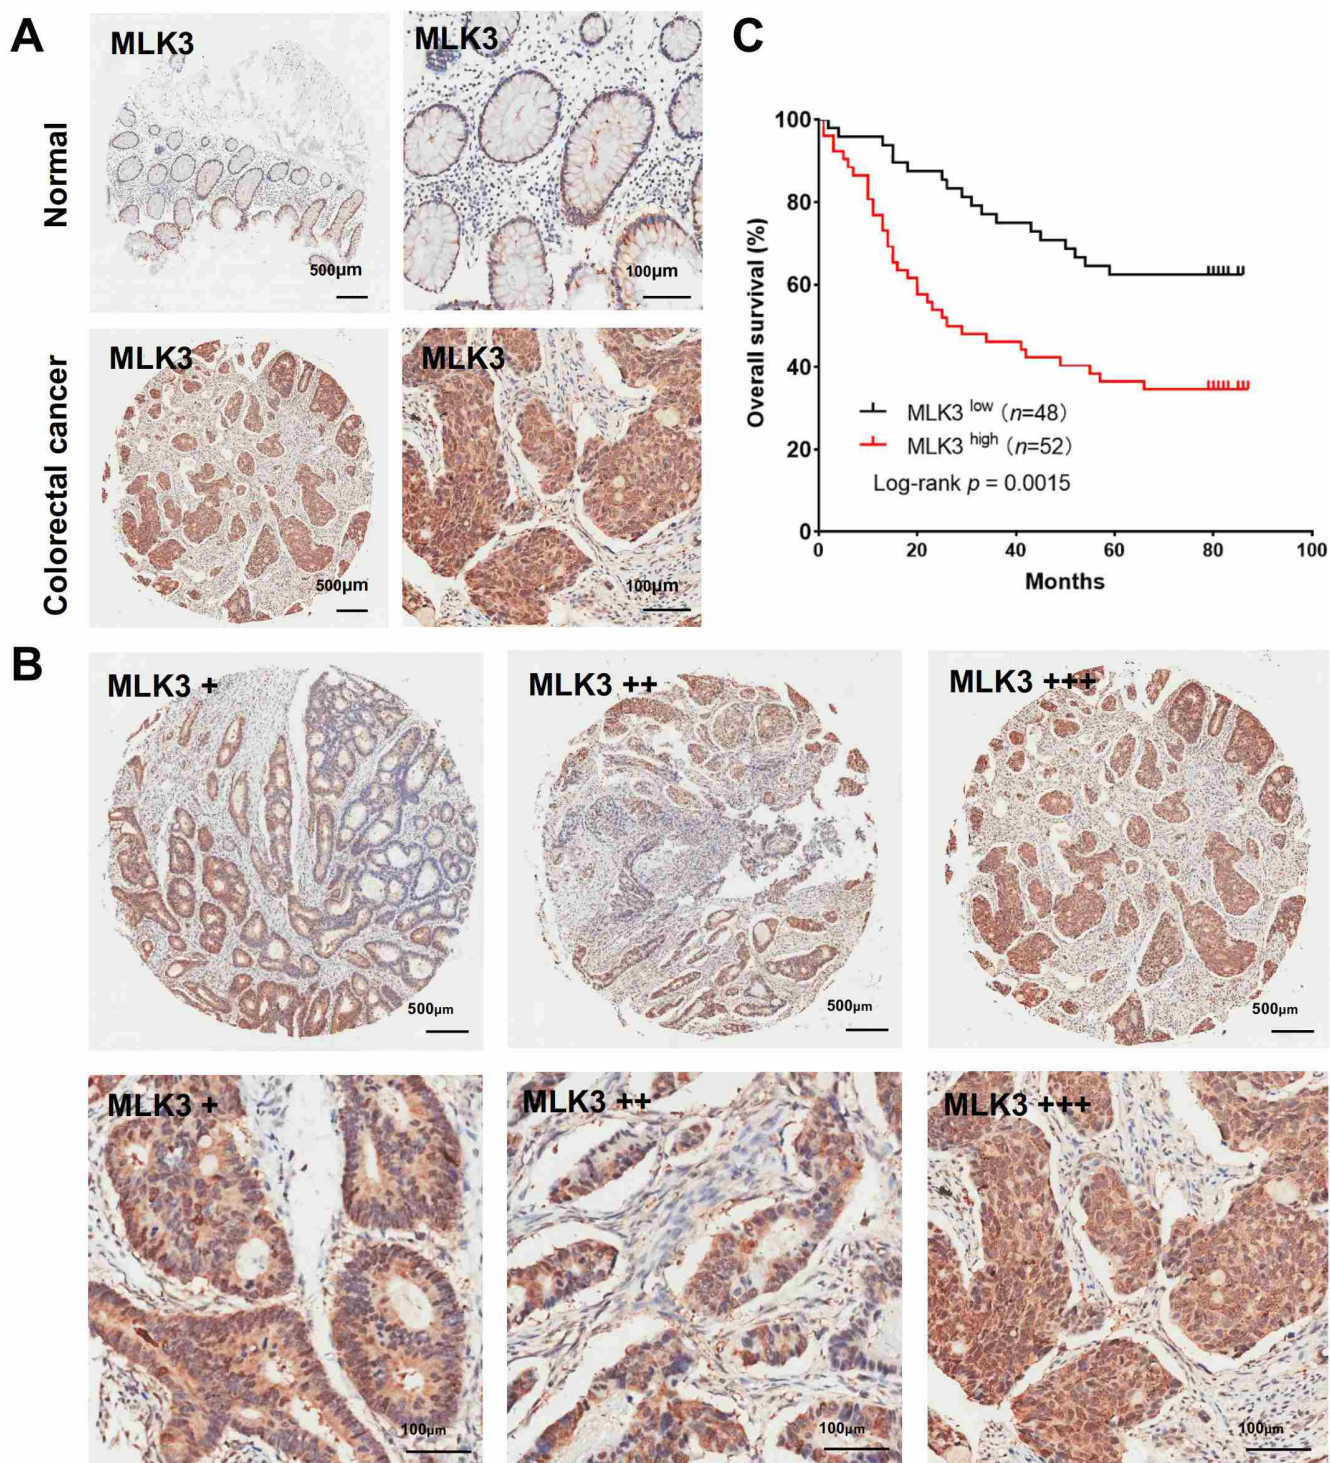 A
MLK3
MLK3
Normal
500µm
100µm
MLK3
MLK3
Colorectal cancer
500µm
100µm
C
Overall survival (%)
100
80
60
40
20
0
MLK3 low (n=48)
MLK3 high (n=52)
Log-rank p = 0.0015
0 20 40 60 80 100
Months
B
MLK3 +
MLK3 ++
MLK3 +++
500µm
500µm
500µm
MLK3 +
MLK3 ++
MLK3 +++
100µm
100µm
100µm